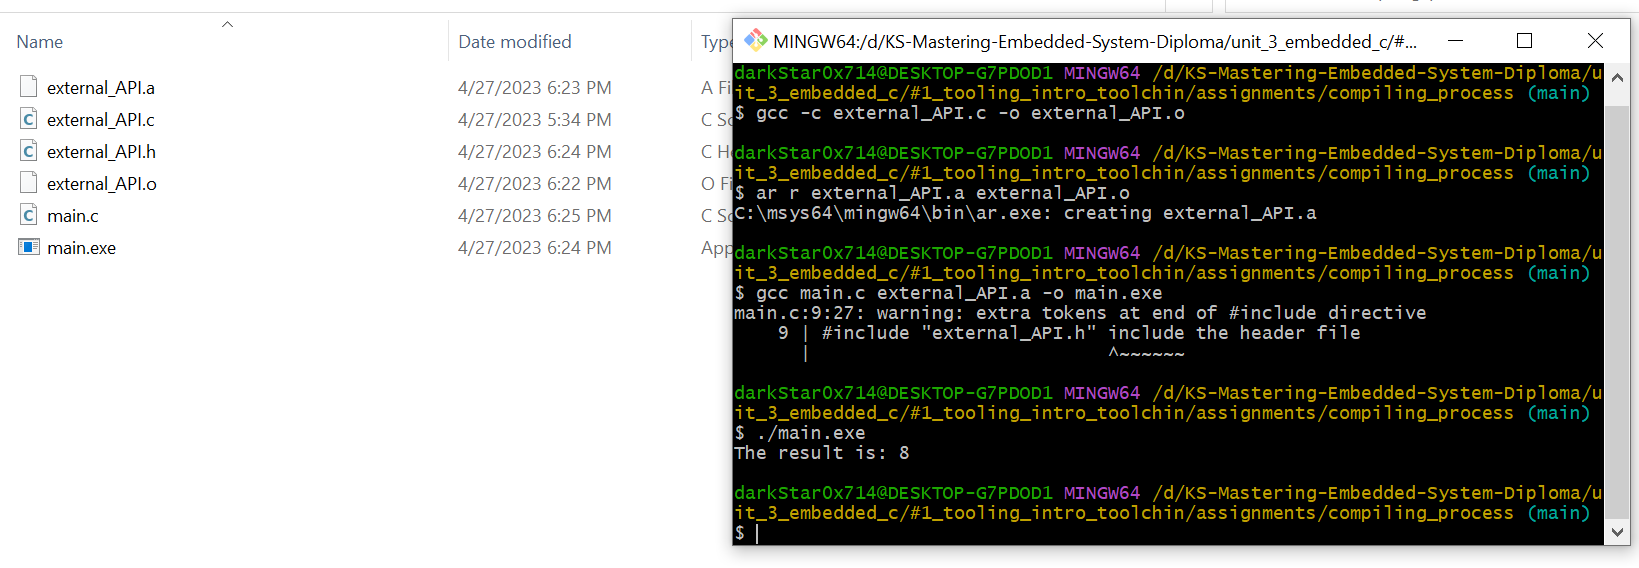 Name Date modified Type
external_API.a 4/27/2023 6:23 PM A Fi
external_API.c 4/27/2023 5:34 PM C So
external_API.h 4/27/2023 6:24 PM C He
external_API.o 4/27/2023 6:22 PM O Fi
main.c 4/27/2023 6:25 PM C So
main.exe 4/27/2023 6:24 PM App
MINGW64:/d/KS-Mastering-Embedded-System-Diploma/unit_3_embedded_c/#...
darkStar0x714@DESKTOP-G7PDOD1 MINGW64 /d/KS-Mastering-Embedded-System-Diploma/u
it_3_embedded_c/#1_tooling_intro_toolchin/assignments/compiling_process (main)
$ gcc -c external_API.c -o external_API.o
darkStar0x714@DESKTOP-G7PDOD1 MINGW64 /d/KS-Mastering-Embedded-System-Diploma/u
it_3_embedded_c/#1_tooling_intro_toolchin/assignments/compiling_process (main)
$ ar r external_API.a external_API.o
C:\msys64\mingw64\bin\ar.exe: creating external_API.a
darkStar0x714@DESKTOP-G7PDOD1 MINGW64 /d/KS-Mastering-Embedded-System-Diploma/u
it_3_embedded_c/#1_tooling_intro_toolchin/assignments/compiling_process (main)
$ gcc main.c external_API.a -o main.exe
main.c:9:27: warning: extra tokens at end of #include directive
9 | #include "external_API.h" include the header file
| ^~~~~~~
darkStar0x714@DESKTOP-G7PDOD1 MINGW64 /d/KS-Mastering-Embedded-System-Diploma/u
it_3_embedded_c/#1_tooling_intro_toolchin/assignments/compiling_process (main)
$ ./main.exe
The result is: 8
darkStar0x714@DESKTOP-G7PDOD1 MINGW64 /d/KS-Mastering-Embedded-System-Diploma/u
it_3_embedded_c/#1_tooling_intro_toolchin/assignments/compiling_process (main)
$